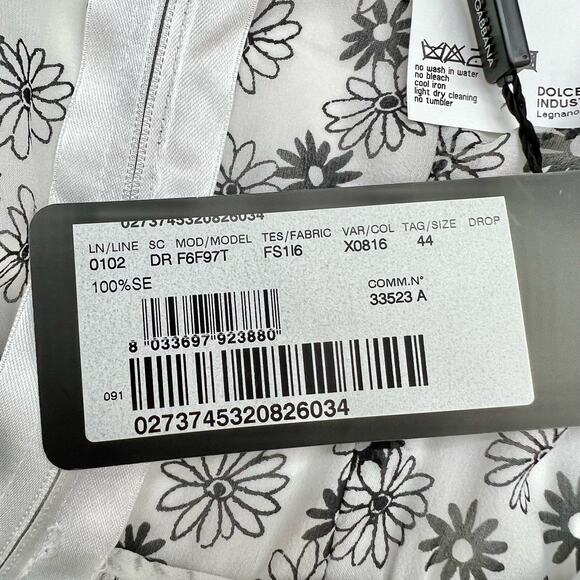 GABBANA
no wash in water
no bleach
cool iron
light dry cleaning
no tumbler
DOLCE
INDUS
Legnano
0273745320826034
LN/LINE SC MOD/MODEL TES/FABRIC VAR/COL TAG/SIZE DROP
0102 DR F6F97T FS1I6 X0816 44
100%SE
COMM.N°
33523 A
8 033697 923880
091
0273745320826034